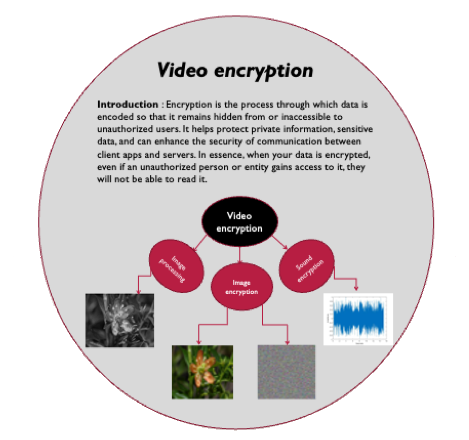 Video encryption
Introduction : Encryption is the process through which data is
encoded so that it remains hidden from or inaccessible to
unauthorized users. It helps protect private information, sensitive
data, and can enhance the security of communication between
client apps and servers. In essence, when your data is encrypted,
even if an unauthorized person or entity gains access to it, they
will not be able to read it.
Video
encryption
Image
processing
Image
encryption
Sound
encryption